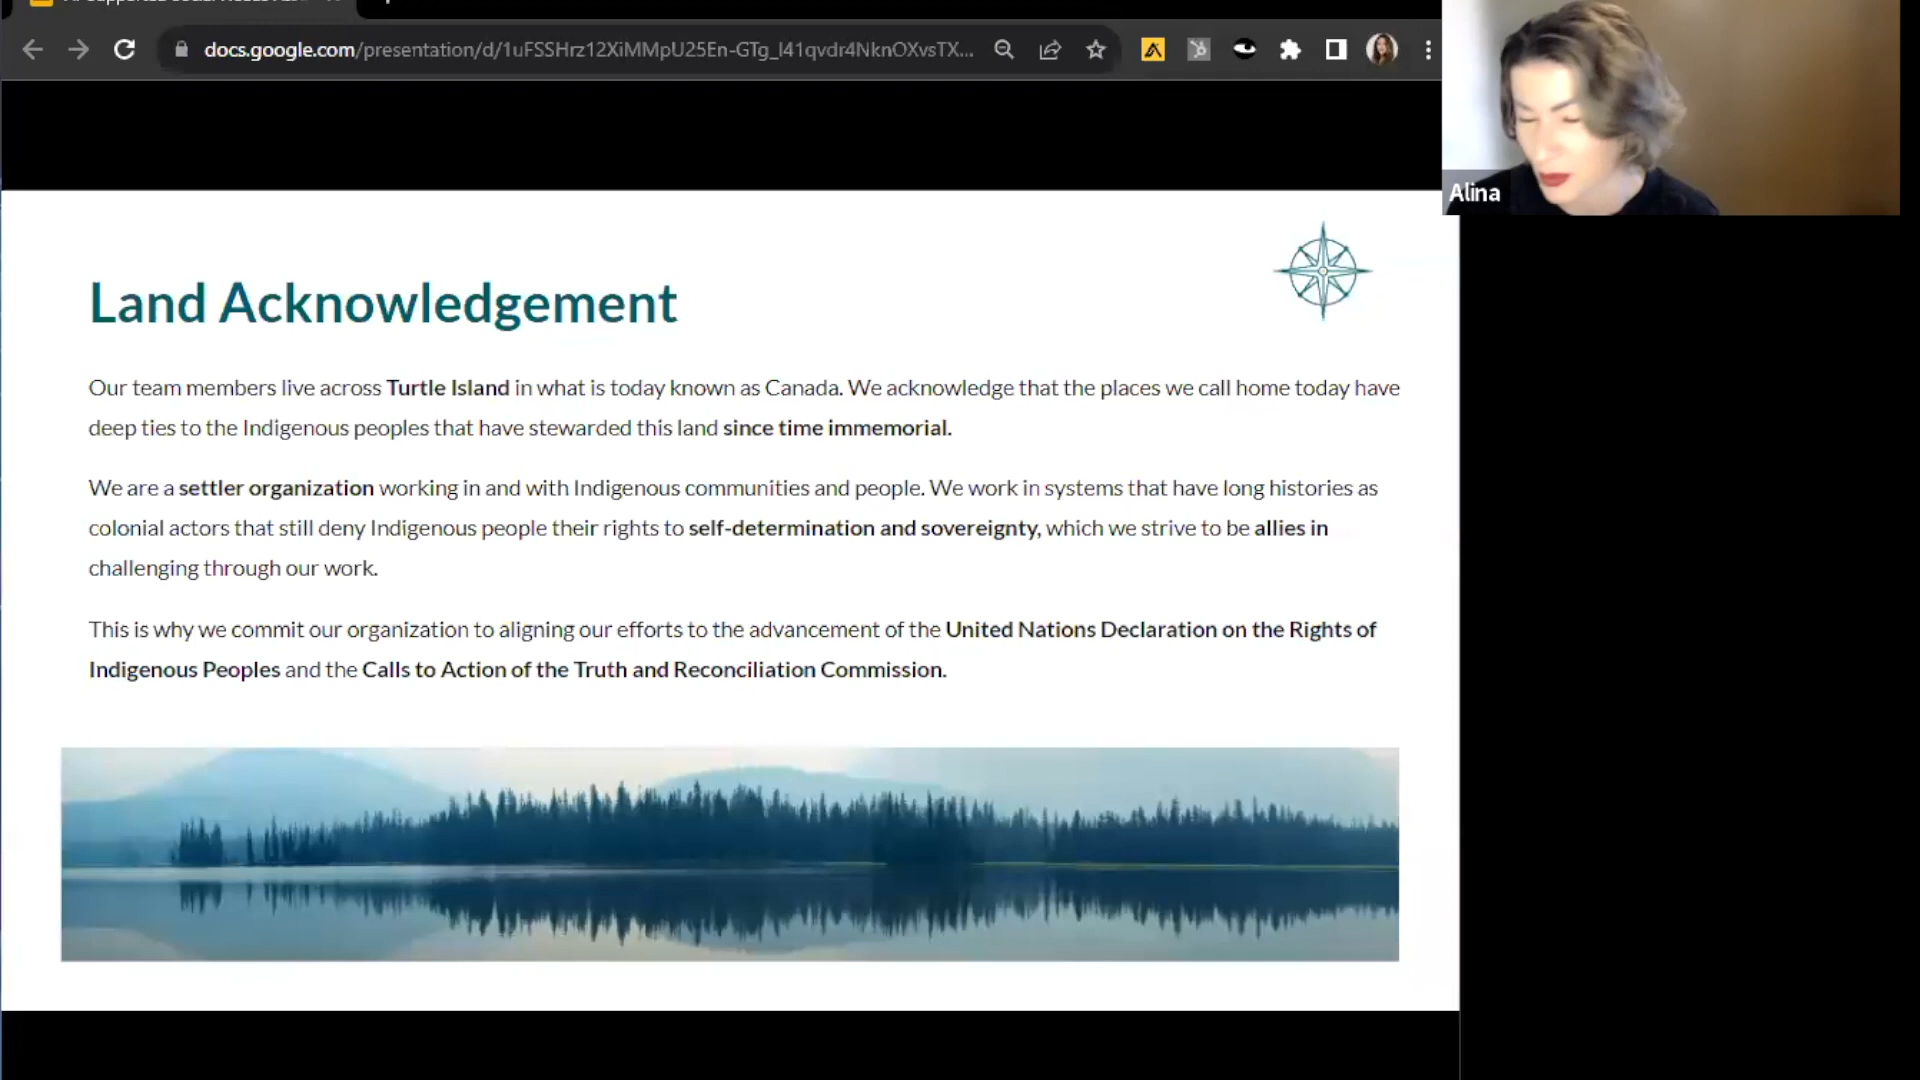 docs.google.com/presentation/d/1uFSSHrz12XiMMpU25En-GTg_l41qvdr4NknOXvsTX...
Alina
Land Acknowledgement
Our team members live across Turtle Island in what is today known as Canada. We acknowledge that the places we call home today have
deep ties to the Indigenous peoples that have stewarded this land since time immemorial.
We are a settler organization working in and with Indigenous communities and people. We work in systems that have long histories as
colonial actors that still deny Indigenous people their rights to self-determination and sovereignty, which we strive to be allies in
challenging through our work.
This is why we commit our organization to aligning our efforts to the advancement of the United Nations Declaration on the Rights of
Indigenous Peoples and the Calls to Action of the Truth and Reconciliation Commission.